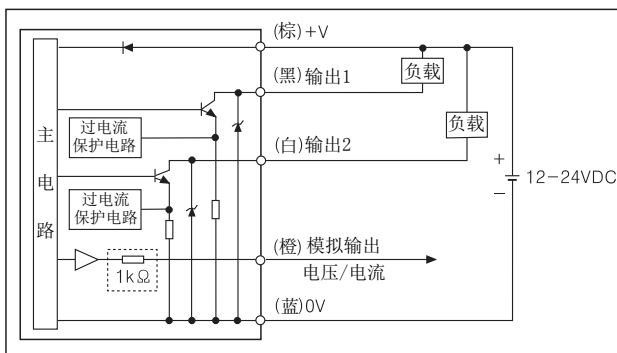 (棕)+V
(黑)输出1
负载
过电流
保护电路
主电路
(白)输出2
负载
+
12-24VDC
−
过电流
保护电路
(橙) 模拟输出
电压/电流
1kΩ
(蓝)0V